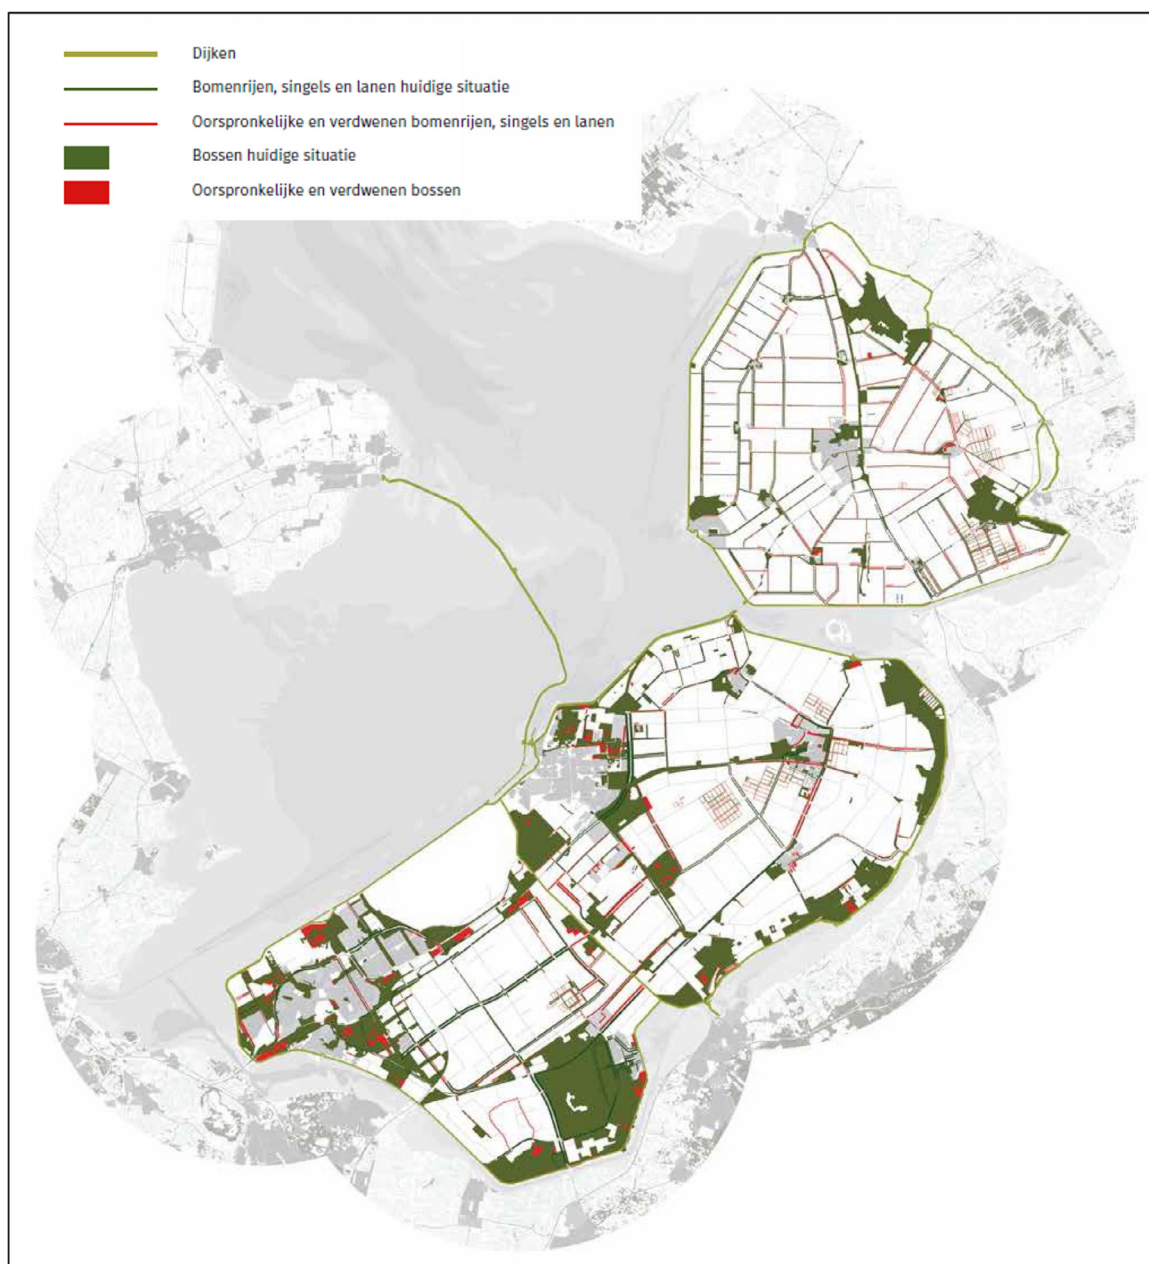 Dijken
Bomenrijen, singels en lanen huidige situatie
Oorspronkelijke en verdwenen bomenrijen, singels en lanen
Bossen huidige situatie
Oorspronkelijke en verdwenen bossen